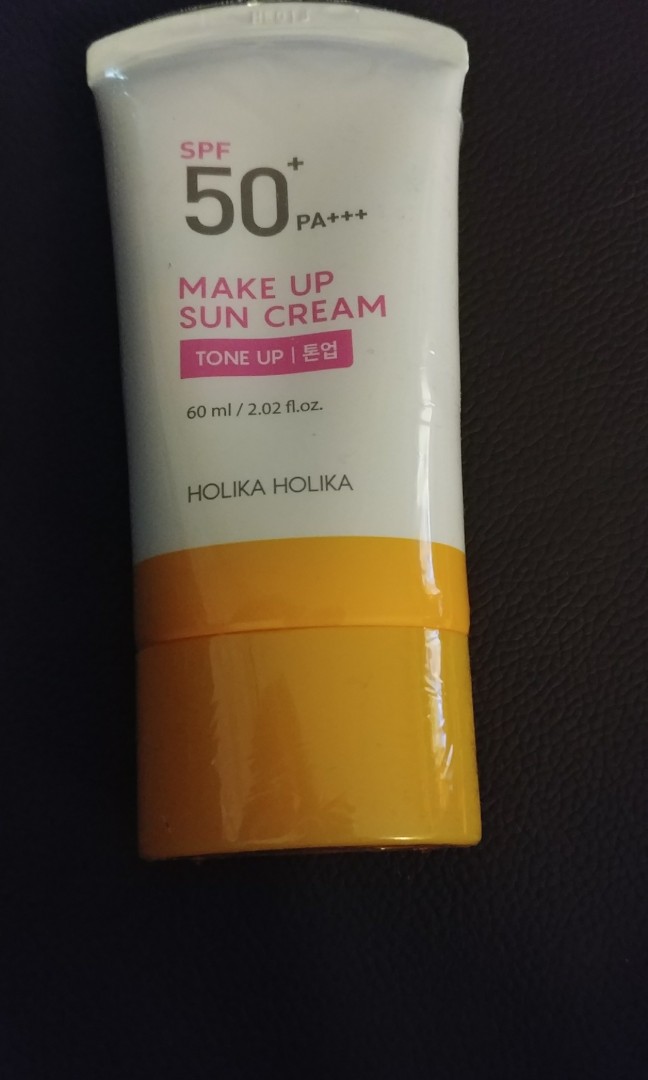 SPF
50+
PA+++
MAKE UP
SUN CREAM
TONE UP | 톤업
60 ml / 2.02 fl.oz.
HOLIKA HOLIKA